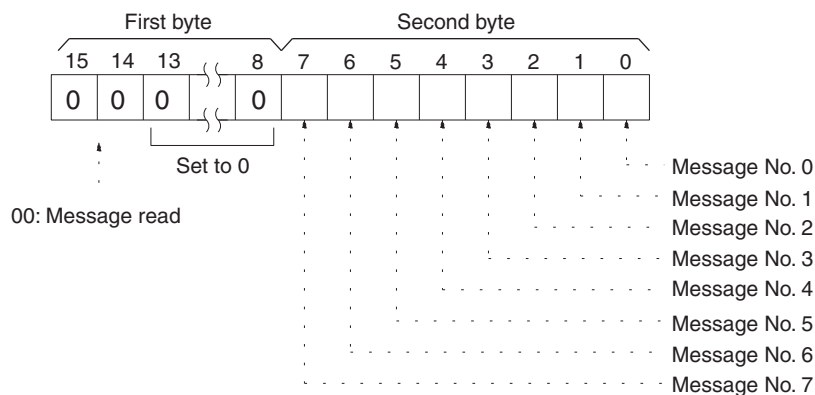 First byte Second byte
15 14 13 8 7 6 5 4 3 2 1 0
0 0 0 0
Set to 0
00: Message read
Message No. 0
Message No. 1
Message No. 2
Message No. 3
Message No. 4
Message No. 5
Message No. 6
Message No. 7